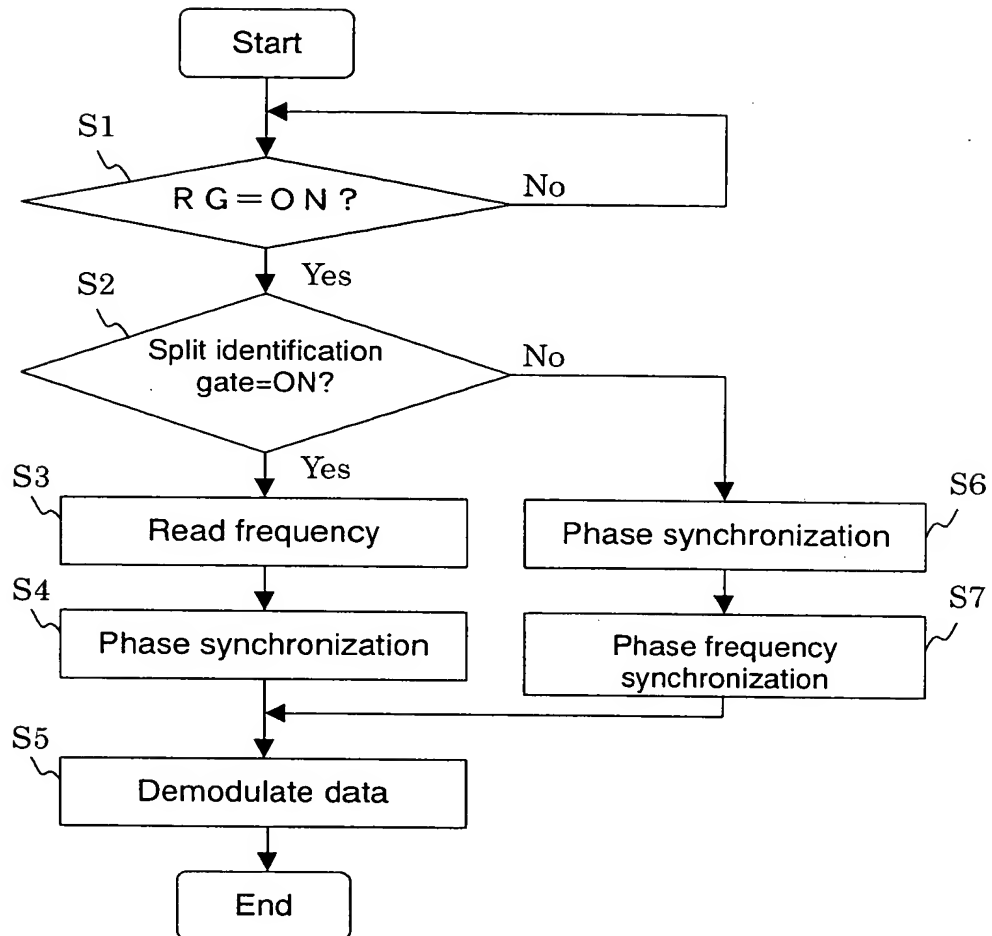 Start
S1
RG=ON?
No
Yes
S2
Split identification
gate=ON?
No
Yes
S3
Read frequency
S6
Phase synchronization
S4
Phase synchronization
S7
Phase frequency
synchronization
S5
Demodulate data
End